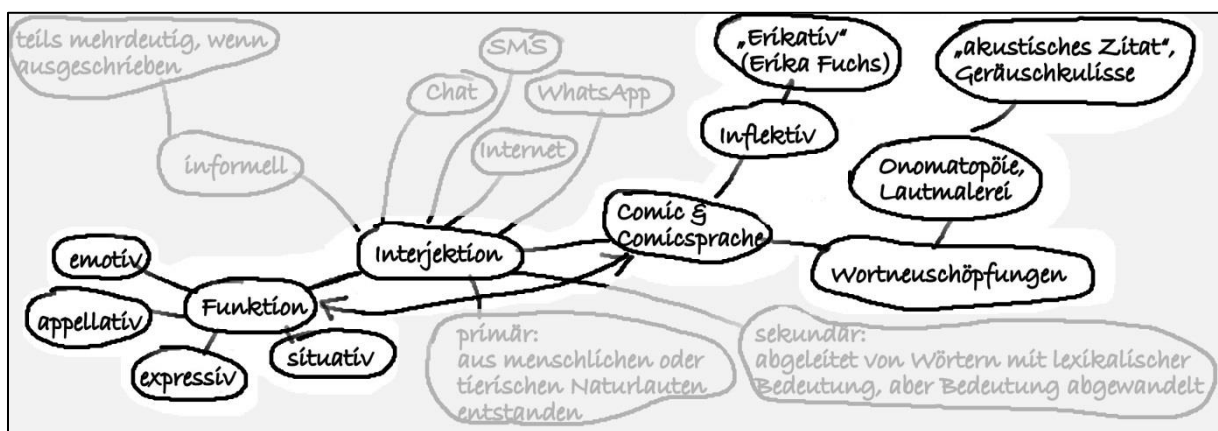 teils mehrdeutig, wenn
ausgeschrieben
informell
SMS
Chat
WhatsApp
Internet
„Erikativ“
(Erika Fuchs)
„akustisches Zitat“,
Geräuschkulisse
Inflektiv
Onomatopöie,
Lautmalerei
Comic &
Comicsprache
Wortneuschöpfungen
Interjektion
emotiv
Funktion
appellativ
expressiv
situativ
primär:
aus menschlichen oder
tierischen Naturlauten
entstanden
sekundär:
abgeleitet von Wörtern mit lexikalischer
Bedeutung, aber Bedeutung abgewandelt